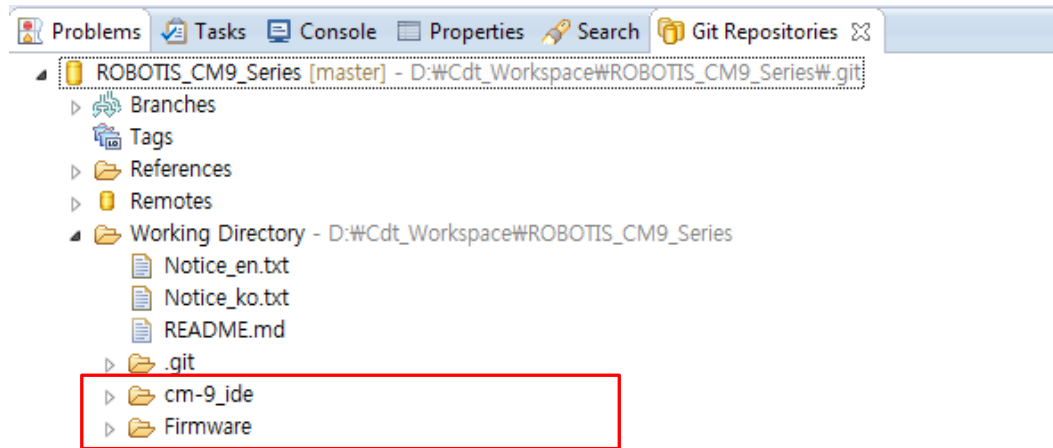 Problems Tasks Console Properties Search Git Repositories
ROBOTIS_CM9_Series [master] - D:₩Cdt_Workspace₩ROBOTIS_CM9_Series₩.git
Branches
Tags
References
Remotes
Working Directory - D:₩Cdt_Workspace₩ROBOTIS_CM9_Series
Notice_en.txt
Notice_ko.txt
README.md
.git
cm-9_ide
Firmware